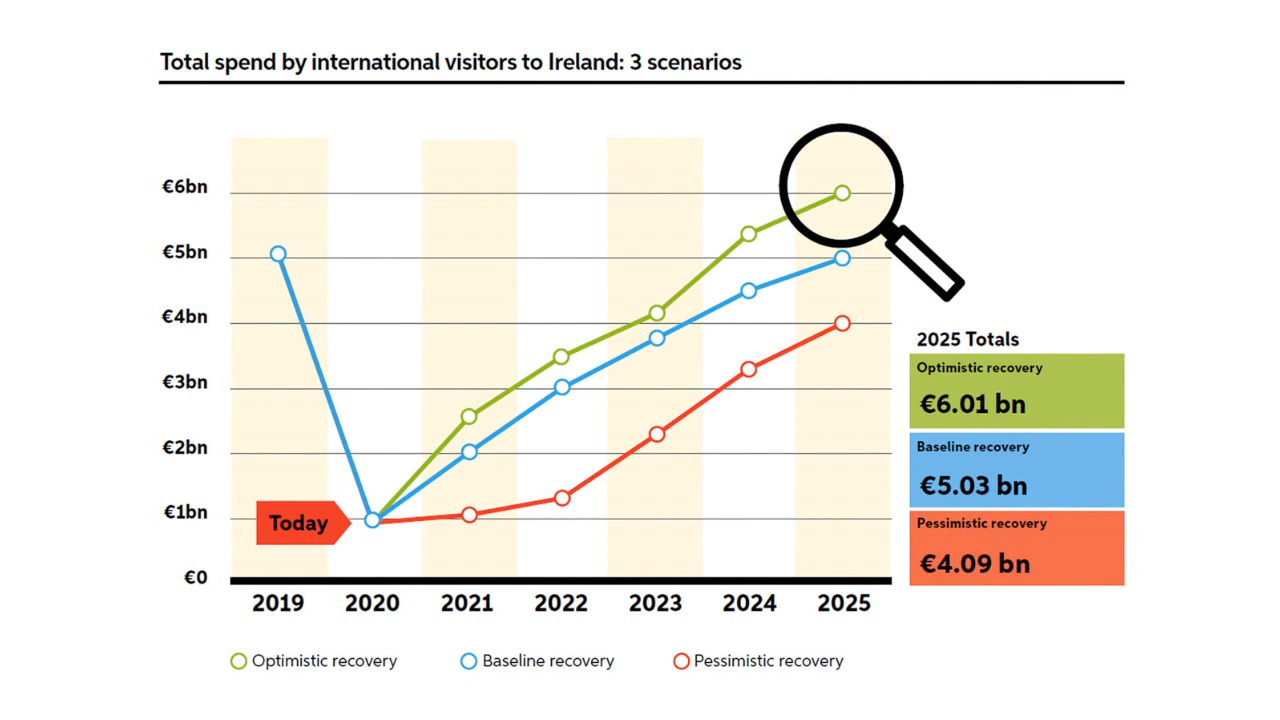 Total spend by international visitors to Ireland: 3 scenarios
€6bn
€5bn
€4bn
€3bn
€2bn
€1bn
€0
Today
2019 2020 2021 2022 2023 2024 2025
2025 Totals
Optimistic recovery
€6.01 bn
Baseline recovery
€5.03 bn
Pessimistic recovery
€4.09 bn
Optimistic recovery Baseline recovery Pessimistic recovery